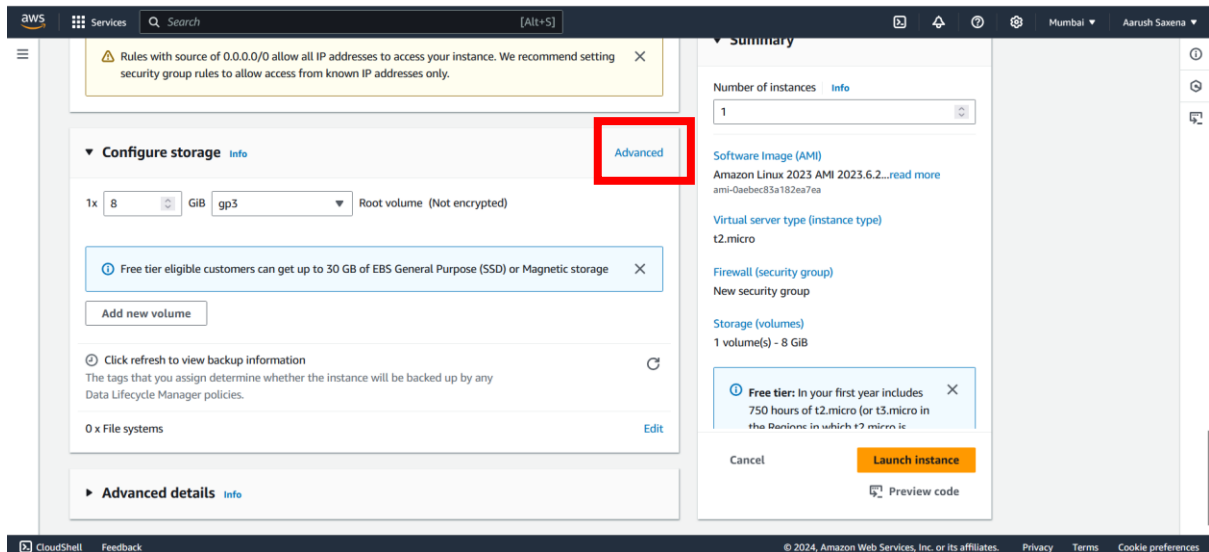 aws Services Search [Alt+S] Mumbai Aarush Saxena
Rules with source of 0.0.0.0/0 allow all IP addresses to access your instance. We recommend setting
security group rules to allow access from known IP addresses only.
Configure storage Info Advanced
1x 8 GiB gp3 Root volume (Not encrypted)
Free tier eligible customers can get up to 30 GB of EBS General Purpose (SSD) or Magnetic storage
Add new volume
Click refresh to view backup information
The tags that you assign determine whether the instance will be backed up by any
Data Lifecycle Manager policies.
0 x File systems Edit
Advanced details Info
Summary
Number of instances Info
1
Software Image (AMI)
Amazon Linux 2023 AMI 2023.6.2...read more
ami-0aebec83a182ea7ea
Virtual server type (instance type)
t2.micro
Firewall (security group)
New security group
Storage (volumes)
1 volume(s) - 8 GiB
Free tier: In your first year includes
750 hours of t2.micro (or t3.micro in
the Regions in which t2.micro is
Cancel Launch instance
Preview code
CloudShell Feedback © 2024, Amazon Web Services, Inc. or its affiliates. Privacy Terms Cookie preferences